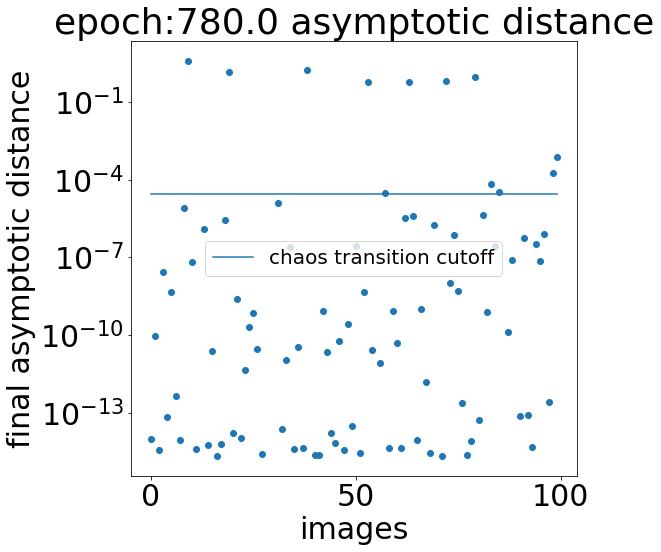 epoch:780.0 asymptotic distance
final asymptotic distance
10⁻¹
10⁻⁴
10⁻⁷
10⁻¹⁰
10⁻¹³
chaos transition cutoff
0
50
100
images